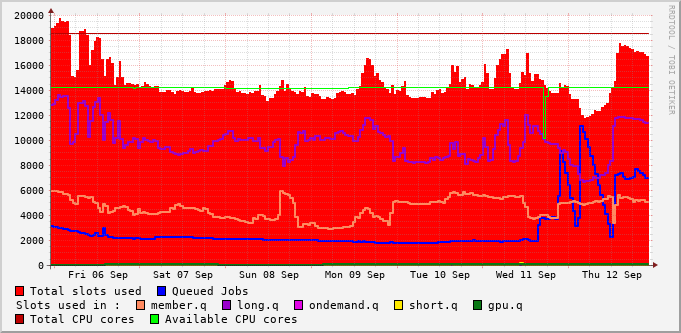 20000
18000
16000
14000
12000
10000
8000
6000
4000
2000
0
Fri 06 Sep Sat 07 Sep Sun 08 Sep Mon 09 Sep Tue 10 Sep Wed 11 Sep Thu 12 Sep
Total slots used Queued Jobs
Slots used in : member.q long.q ondemand.q short.q gpu.q
Total CPU cores Available CPU cores
RRDTOOL / TOBI OETIKER